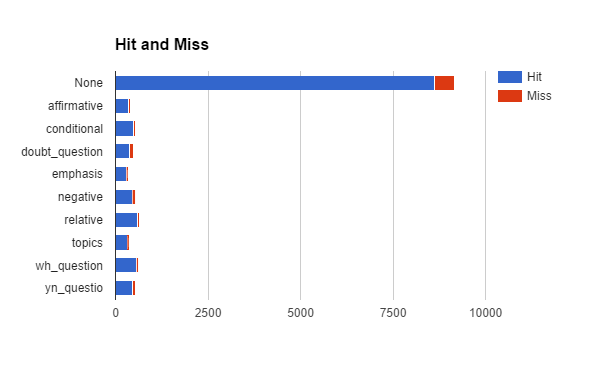 Hit and Miss
None
affirmative
conditional
doubt_question
emphasis
negative
relative
topics
wh_question
yn_questio
0 2500 5000 7500 10000
Hit
Miss